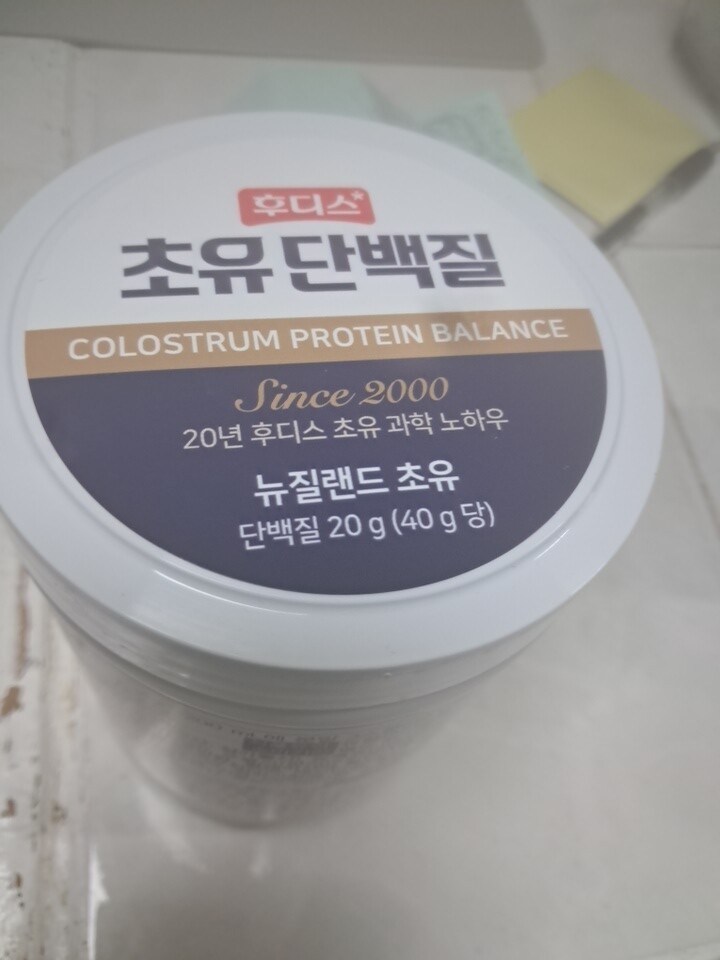 후디스
초유단백질
COLOSTRUM PROTEIN BALANCE
Since 2000
20년 후디스 초유 과학 노하우
뉴질랜드 초유
단백질 20 g (40 g 당)